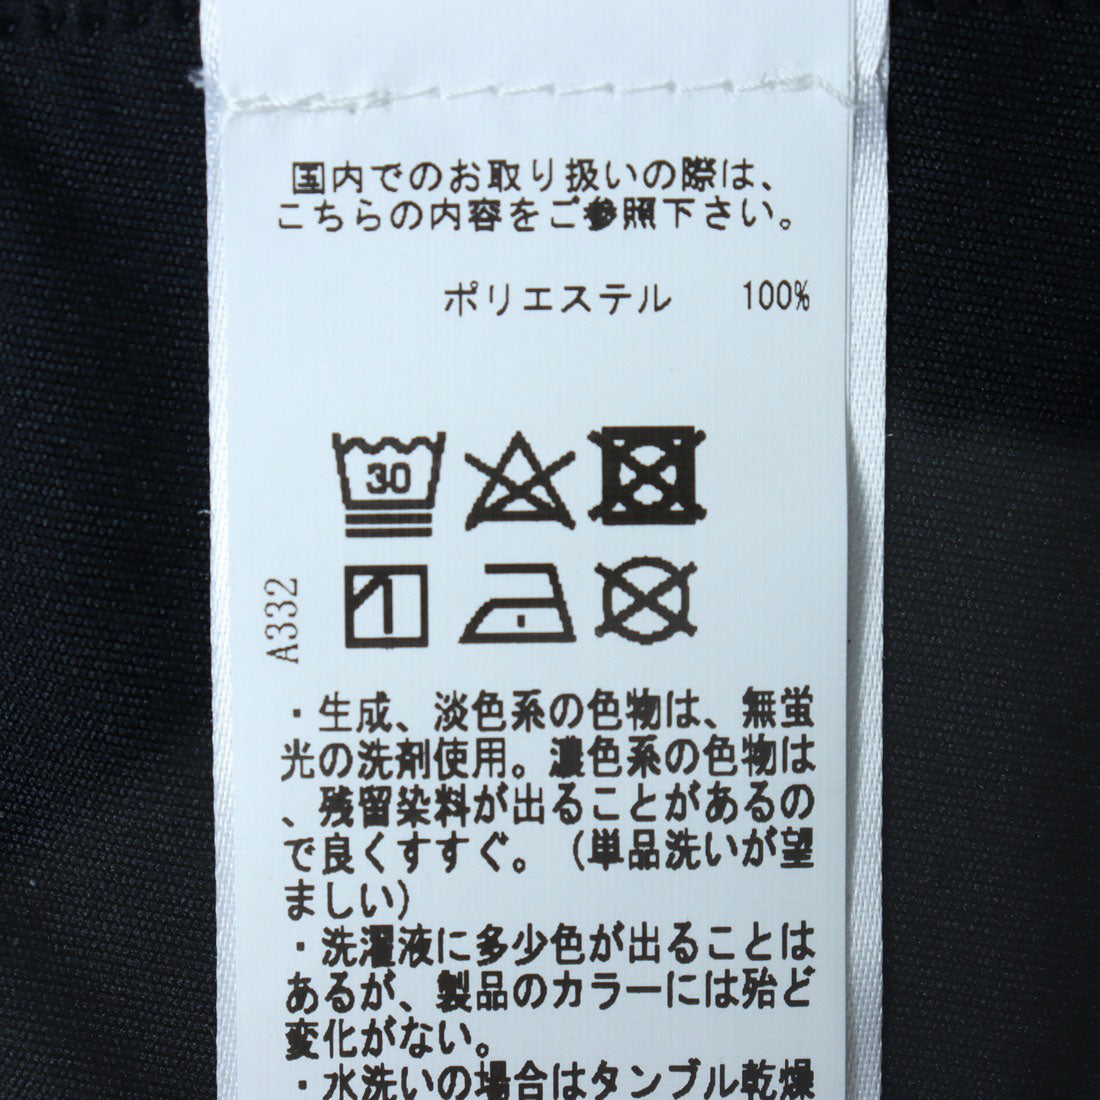 国内でのお取り扱いの際は、
こちらの内容をご参照下さい。
ポリエステル 100%
30
A332
・生成、淡色系の色物は、無蛍
光の洗剤使用。濃色系の色物は
、残留染料が出ることがあるの
で良くすすぐ。（単品洗いが望
ましい）
・洗濯液に多少色が出ることは
あるが、製品のカラーには殆ど
変化がない。
・水洗いの場合はタンブル乾燥